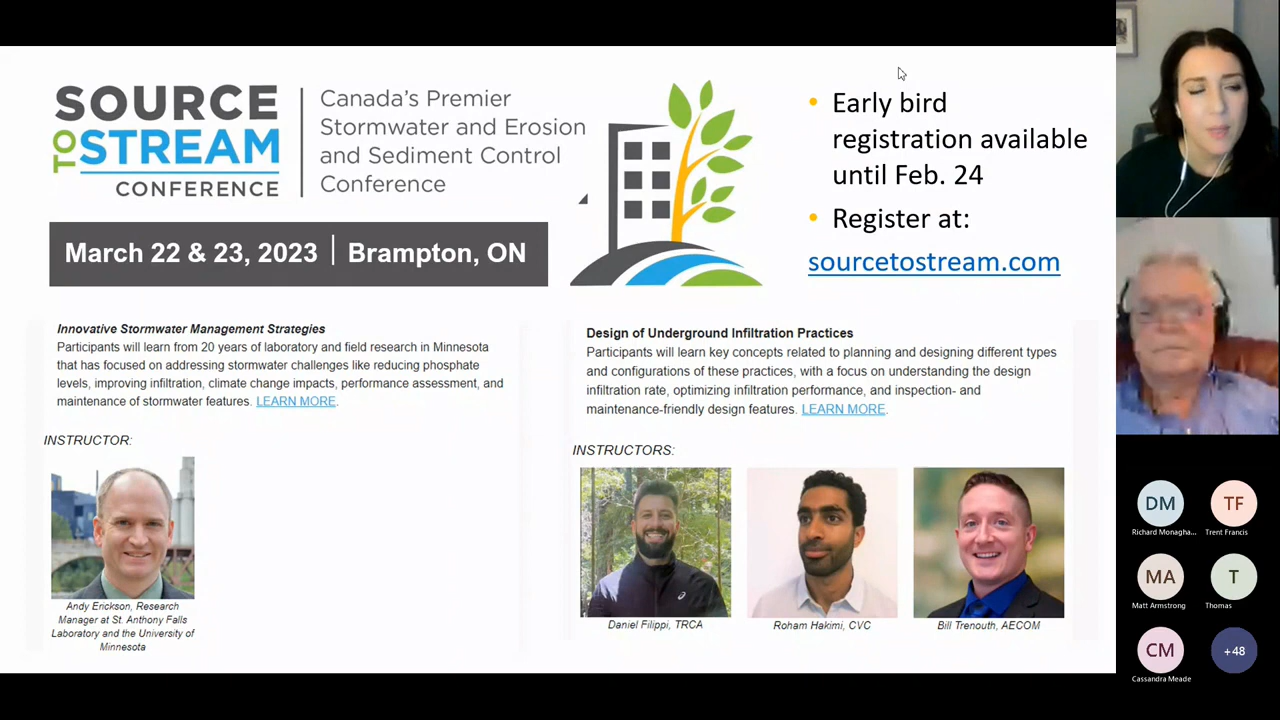 SOURCE
TO
STREAM
CONFERENCE
Canada's Premier
Stormwater and Erosion
and Sediment Control
Conference
March 22 & 23, 2023 | Brampton, ON
• Early bird
registration available
until Feb. 24
• Register at:
sourcetostream.com
Innovative Stormwater Management Strategies
Participants will learn from 20 years of laboratory and field research in Minnesota
that has focused on addressing stormwater challenges like reducing phosphate
levels, improving infiltration, climate change impacts, performance assessment, and
maintenance of stormwater features. LEARN MORE.
INSTRUCTOR:
Andy Erickson, Research
Manager at St. Anthony Falls
Laboratory and the University of
Minnesota
Design of Underground Infiltration Practices
Participants will learn key concepts related to planning and designing different types
and configurations of these practices, with a focus on understanding the design
infiltration rate, optimizing infiltration performance, and inspection- and
maintenance-friendly design features. LEARN MORE.
INSTRUCTORS:
Daniel Filippi, TRCA
Roham Hakimi, CVC
Bill Trenouth, AECOM
DM
Richard Monagha...
TF
Trent Francis
MA
Matt Armstrong
T
Thomas
CM
Cassandra Meade
+48